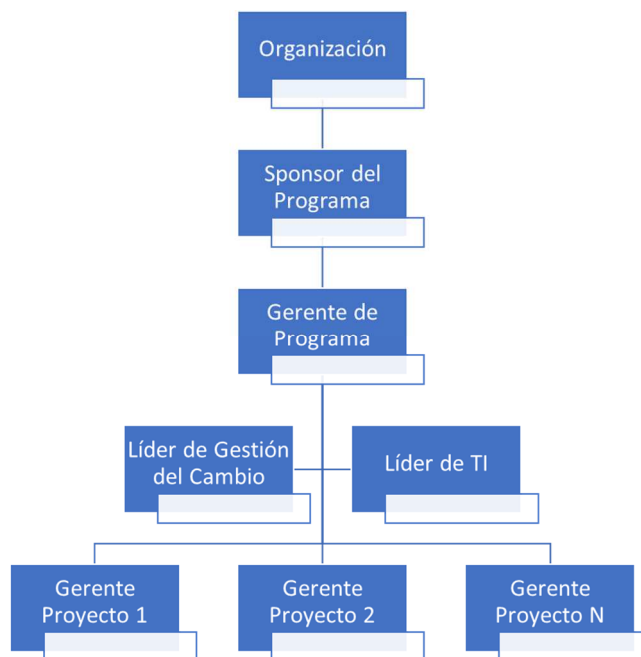 Organización
Sponsor del
Programa
Gerente de
Programa
Líder de Gestión
del Cambio
Líder de TI
Gerente
Proyecto 1
Gerente
Proyecto 2
Gerente
Proyecto N